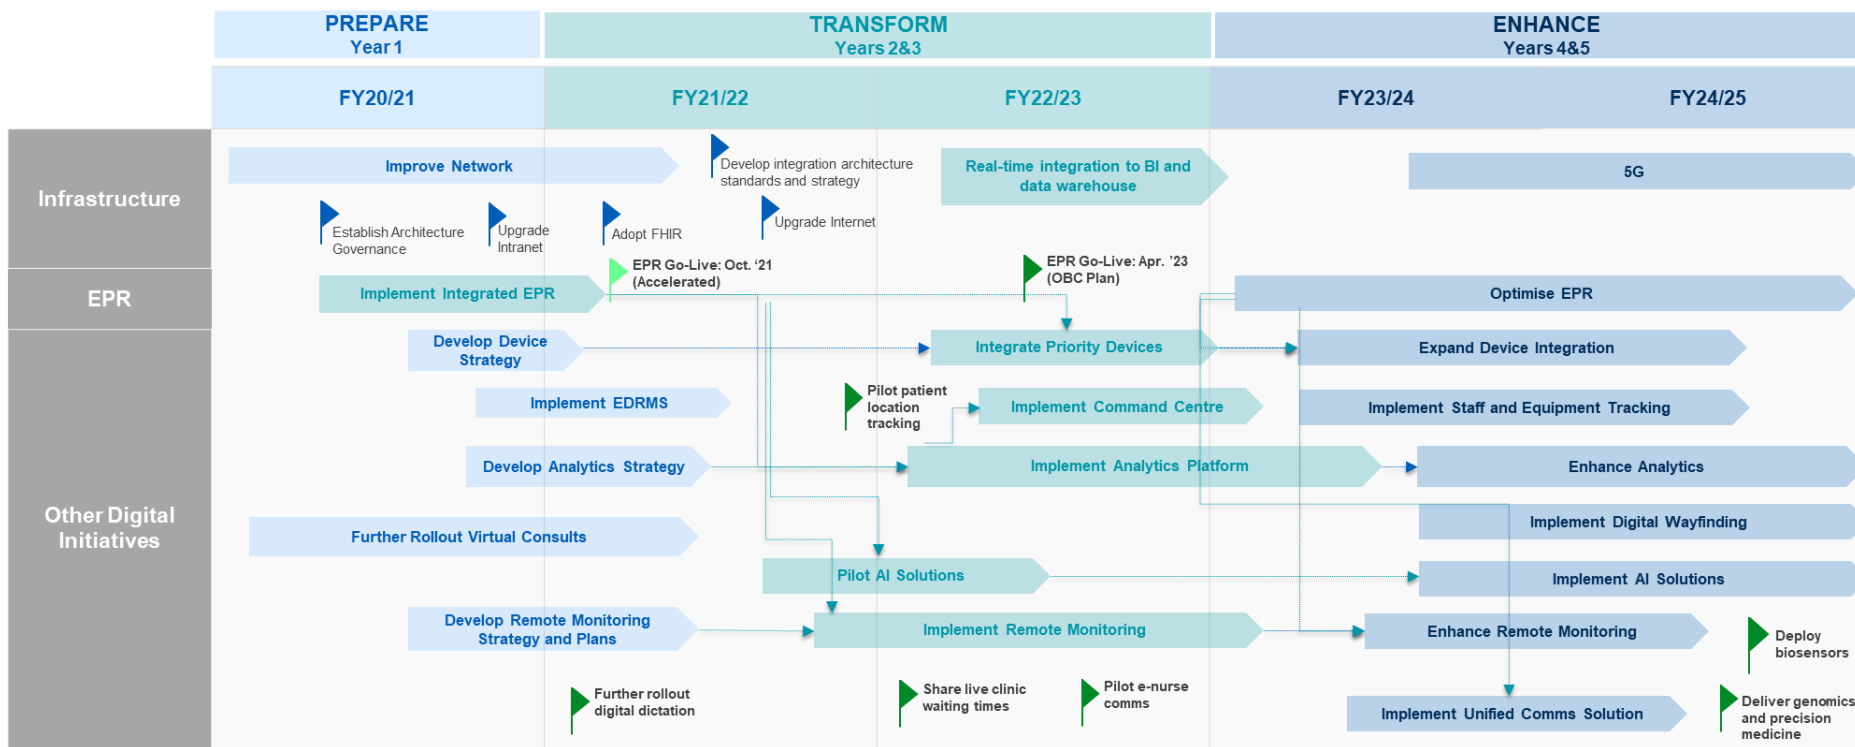 PREPARE
Year 1
TRANSFORM
Years 2&3
ENHANCE
Years 4&5
FY20/21
FY21/22
FY22/23
FY23/24
FY24/25
Infrastructure
Improve Network
Develop integration architecture
standards and strategy
Real-time integration to BI and
data warehouse
5G
Establish Architecture
Governance
Upgrade
Intranet
Adopt FHIR
Upgrade Internet
EPR
Implement Integrated EPR
EPR Go-Live: Oct. ‘21
(Accelerated)
EPR Go-Live: Apr. ’23
(OBC Plan)
Optimise EPR
Other Digital
Initiatives
Develop Device
Strategy
Integrate Priority Devices
Expand Device Integration
Implement EDRMS
Pilot patient
location
tracking
Implement Command Centre
Implement Staff and Equipment Tracking
Develop Analytics Strategy
Implement Analytics Platform
Enhance Analytics
Further Rollout Virtual Consults
Implement Digital Wayfinding
Pilot AI Solutions
Implement AI Solutions
Develop Remote Monitoring
Strategy and Plans
Implement Remote Monitoring
Enhance Remote Monitoring
Deploy
biosensors
Further rollout
digital dictation
Share live clinic
waiting times
Pilot e-nurse
comms
Implement Unified Comms Solution
Deliver genomics
and precision
medicine